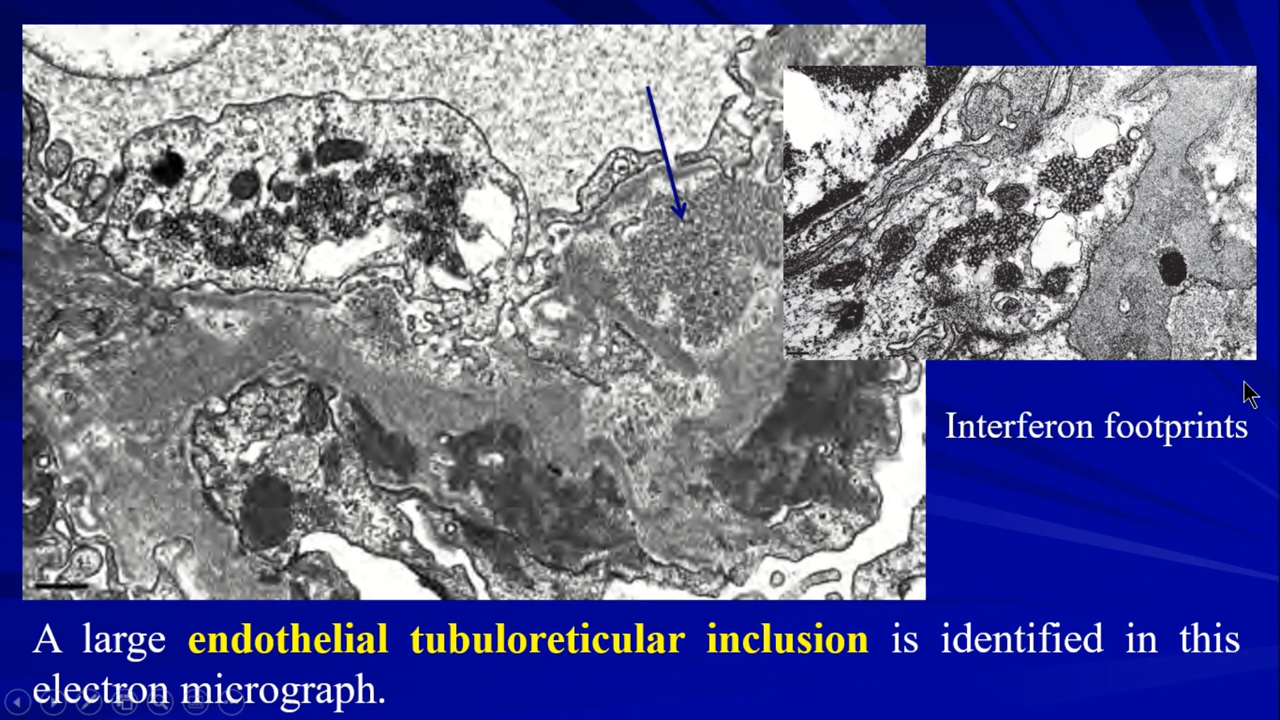 Interferon footprints
A large endothelial tubuloreticular inclusion is identified in this
electron micrograph.